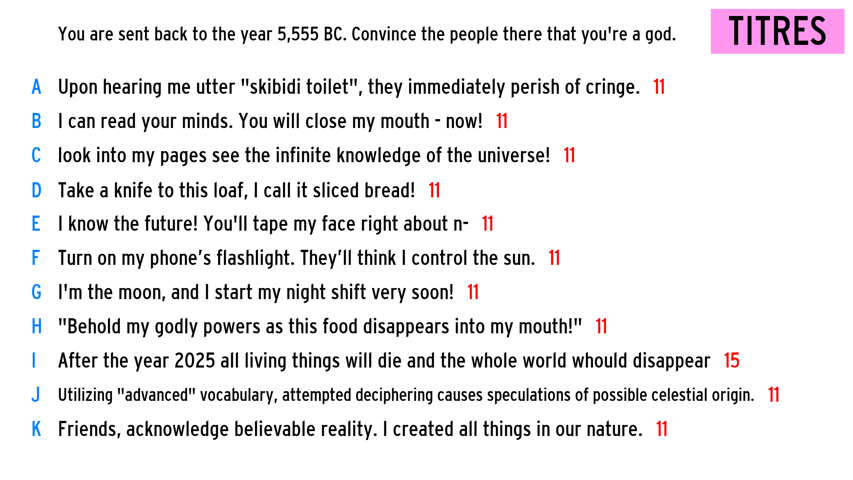 You are sent back to the year 5,555 BC. Convince the people there that you're a god. TITRES
A Upon hearing me utter "skibidi toilet", they immediately perish of cringe. 11
B I can read your minds. You will close my mouth - now! 11
C look into my pages see the infinite knowledge of the universe! 11
D Take a knife to this loaf, I call it sliced bread! 11
E I know the future! You'll tape my face right about n- 11
F Turn on my phone's flashlight. They'll think I control the sun. 11
G I'm the moon, and I start my night shift very soon! 11
H "Behold my godly powers as this food disappears into my mouth!" 11
I After the year 2025 all living things will die and the whole world whould disappear 15
J Utilizing "advanced" vocabulary, attempted deciphering causes speculations of possible celestial origin. 11
K Friends, acknowledge believable reality. I created all things in our nature. 11